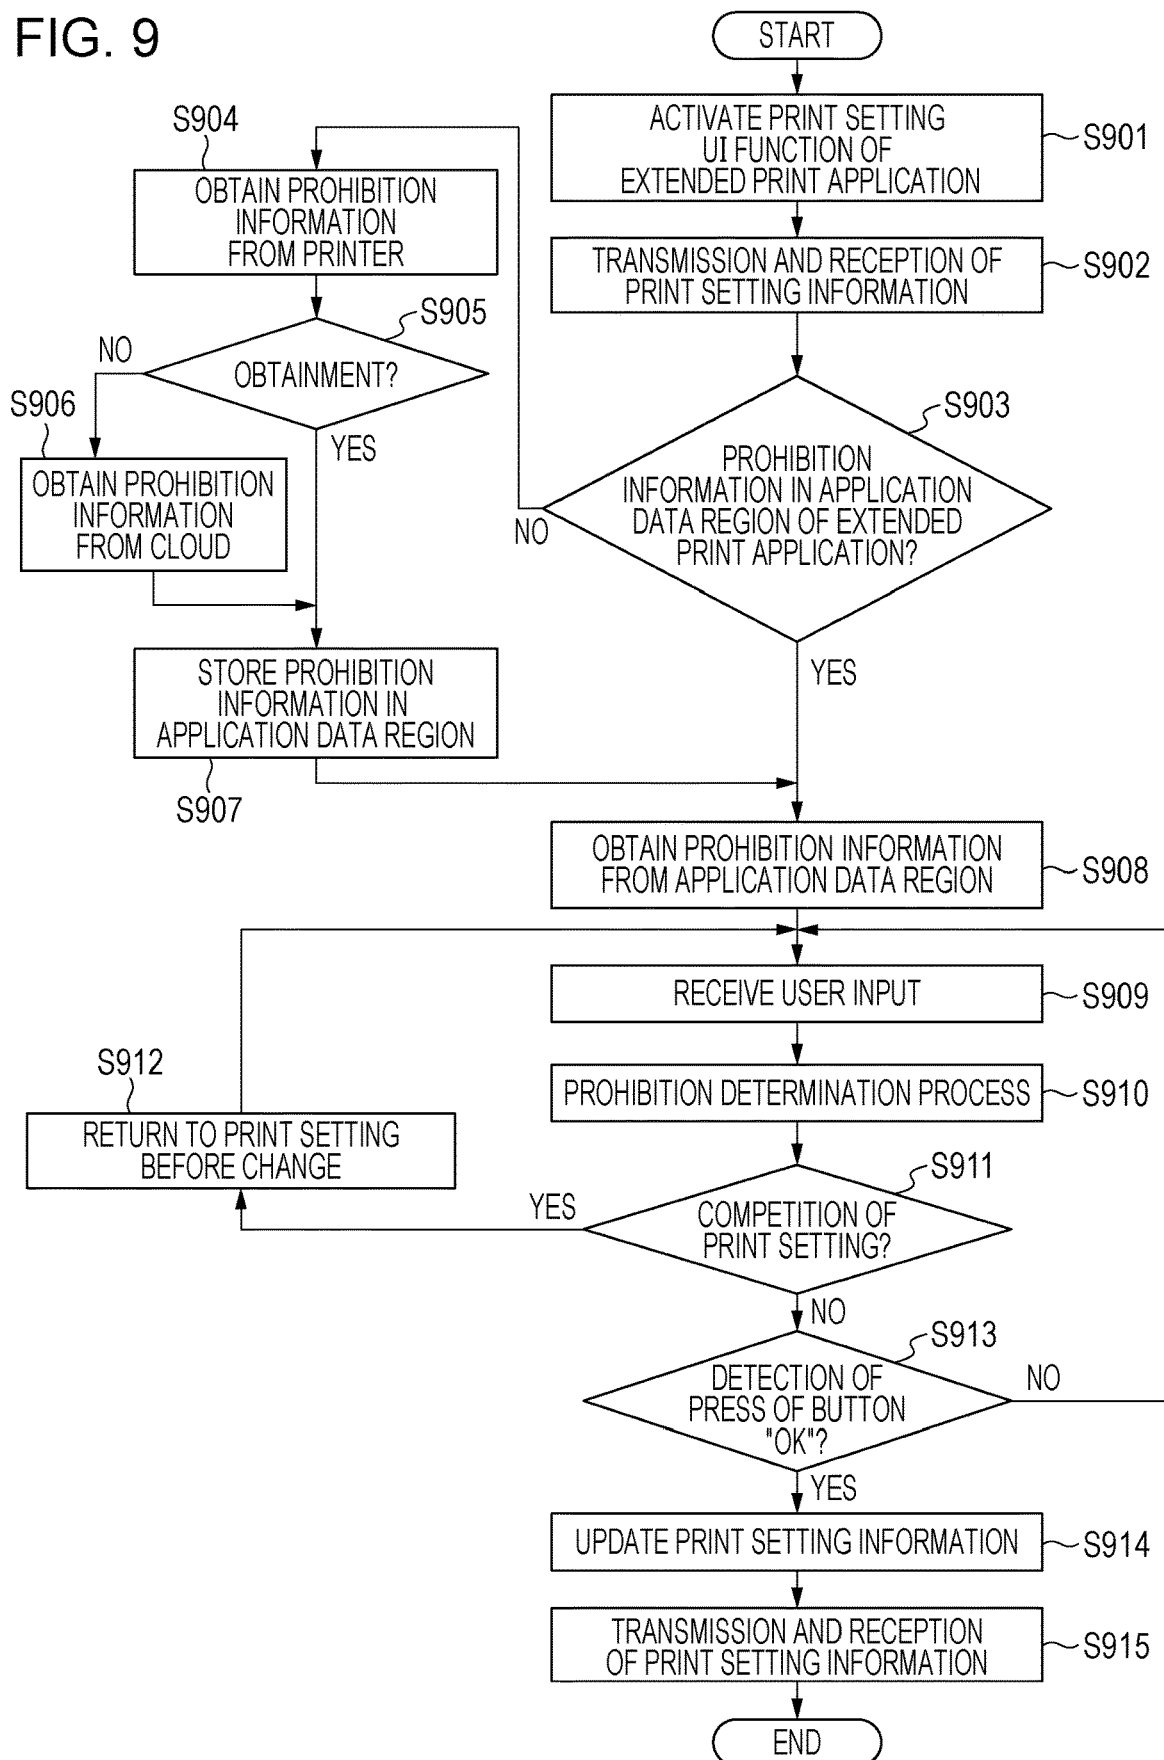 FIG. 9
START
ACTIVATE PRINT SETTING
UI FUNCTION OF
EXTENDED PRINT APPLICATION
S901
TRANSMISSION AND RECEPTION OF
PRINT SETTING INFORMATION
S902
PROHIBITION
INFORMATION IN APPLICATION
DATA REGION OF EXTENDED
PRINT APPLICATION?
S903
NO
YES
S904
OBTAIN PROHIBITION
INFORMATION
FROM PRINTER
S905
OBTAINMENT?
NO
YES
S906
OBTAIN PROHIBITION
INFORMATION
FROM CLOUD
STORE PROHIBITION
INFORMATION IN
APPLICATION DATA REGION
S907
OBTAIN PROHIBITION INFORMATION
FROM APPLICATION DATA REGION
S908
RECEIVE USER INPUT
S909
PROHIBITION DETERMINATION PROCESS
S910
S911
COMPETITION OF
PRINT SETTING?
YES
NO
S912
RETURN TO PRINT SETTING
BEFORE CHANGE
S913
DETECTION OF
PRESS OF BUTTON
"OK"?
NO
YES
UPDATE PRINT SETTING INFORMATION
S914
TRANSMISSION AND RECEPTION
OF PRINT SETTING INFORMATION
S915
END